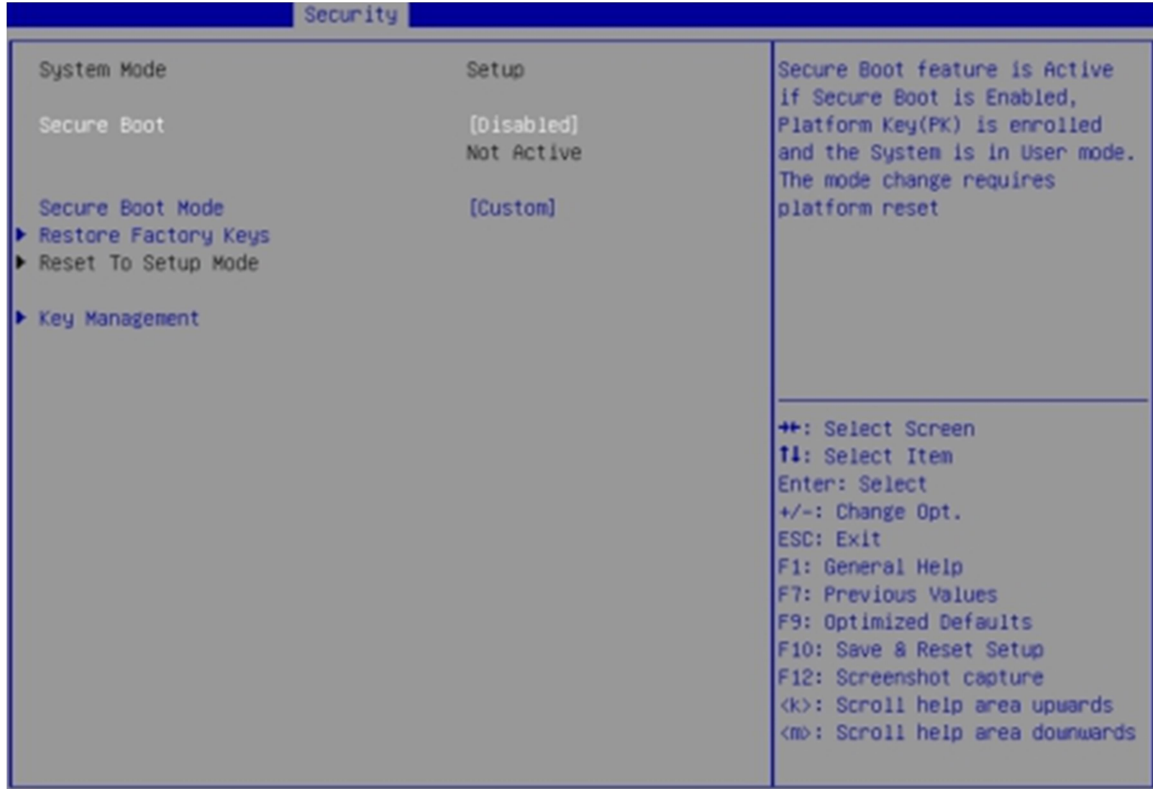 Security
System Mode Setup
Secure Boot [Disabled]
Not Active
Secure Boot Mode [Custom]
Restore Factory Keys
Reset To Setup Mode
Key Management
Secure Boot feature is Active
if Secure Boot is Enabled,
Platform Key(PK) is enrolled
and the System is in User mode.
The mode change requires
platform reset
→←: Select Screen
↑↓: Select Item
Enter: Select
+/-: Change Opt.
ESC: Exit
F1: General Help
F7: Previous Values
F9: Optimized Defaults
F10: Save & Reset Setup
F12: Screenshot capture
<k>: Scroll help area upwards
<m>: Scroll help area downwards